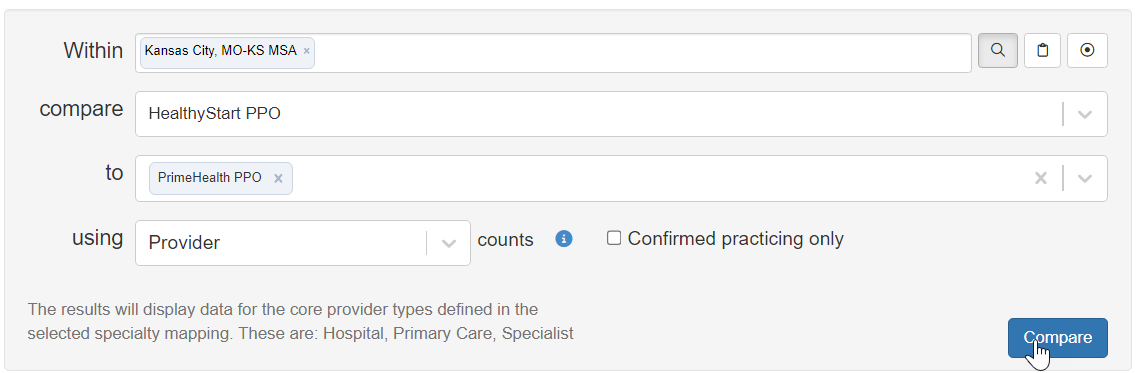 Within Kansas City, MO-KS MSA ×
compare HealthyStart PPO
to PrimeHealth PPO ×
using Provider counts Confirmed practicing only
The results will display data for the core provider types defined in the
selected specialty mapping. These are: Hospital, Primary Care, Specialist
Compare